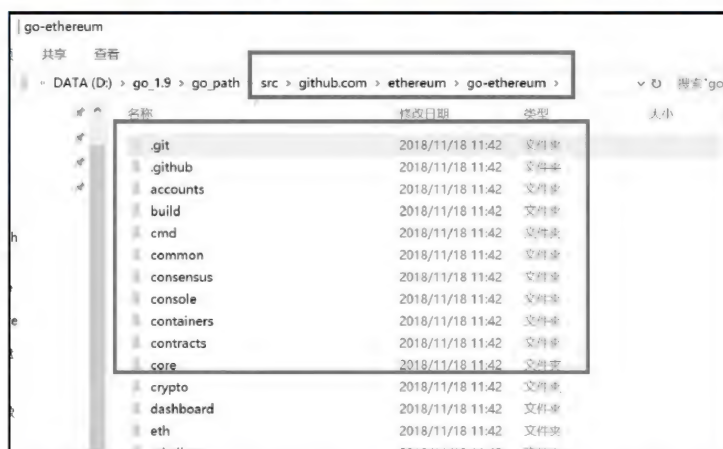 go-ethereum
共享 查看
DATA (D:) > go_1.9 > go_path > src > github.com > ethereum > go-ethereum > 搜索"go
名称 修改日期 类型 大小
.git 2018/11/18 11:42 文件夹
.github 2018/11/18 11:42 文件夹
accounts 2018/11/18 11:42 文件夹
build 2018/11/18 11:42 文件夹
cmd 2018/11/18 11:42 文件夹
common 2018/11/18 11:42 文件夹
consensus 2018/11/18 11:42 文件夹
console 2018/11/18 11:42 文件夹
containers 2018/11/18 11:42 文件夹
contracts 2018/11/18 11:42 文件夹
core 2018/11/18 11:42 文件夹
crypto 2018/11/18 11:42 文件夹
dashboard 2018/11/18 11:42 文件夹
eth 2018/11/18 11:42 文件夹